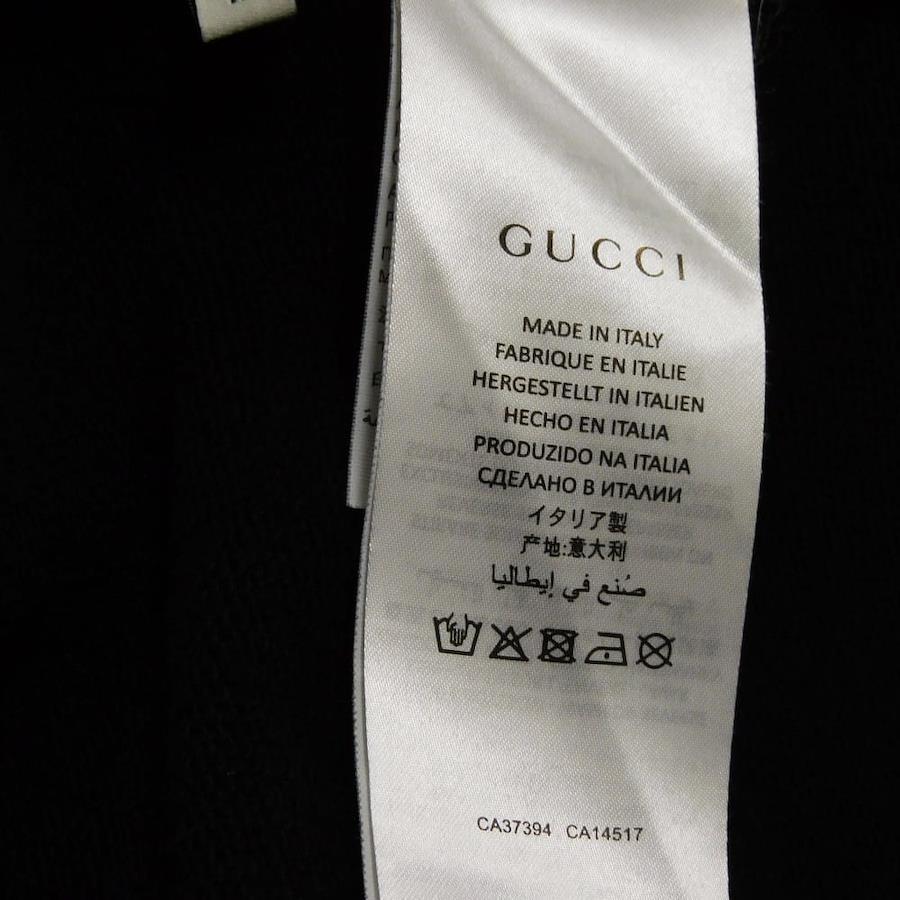 GUCCI
MADE IN ITALY
FABRIQUE EN ITALIE
HERGESTELLT IN ITALIEN
HECHO EN ITALIA
PRODUZIDO NA ITALIA
СДЕЛАНО В ИТАЛИИ
イタリア製
产地:意大利
صُنع في إيطاليا
CA37394 CA14517